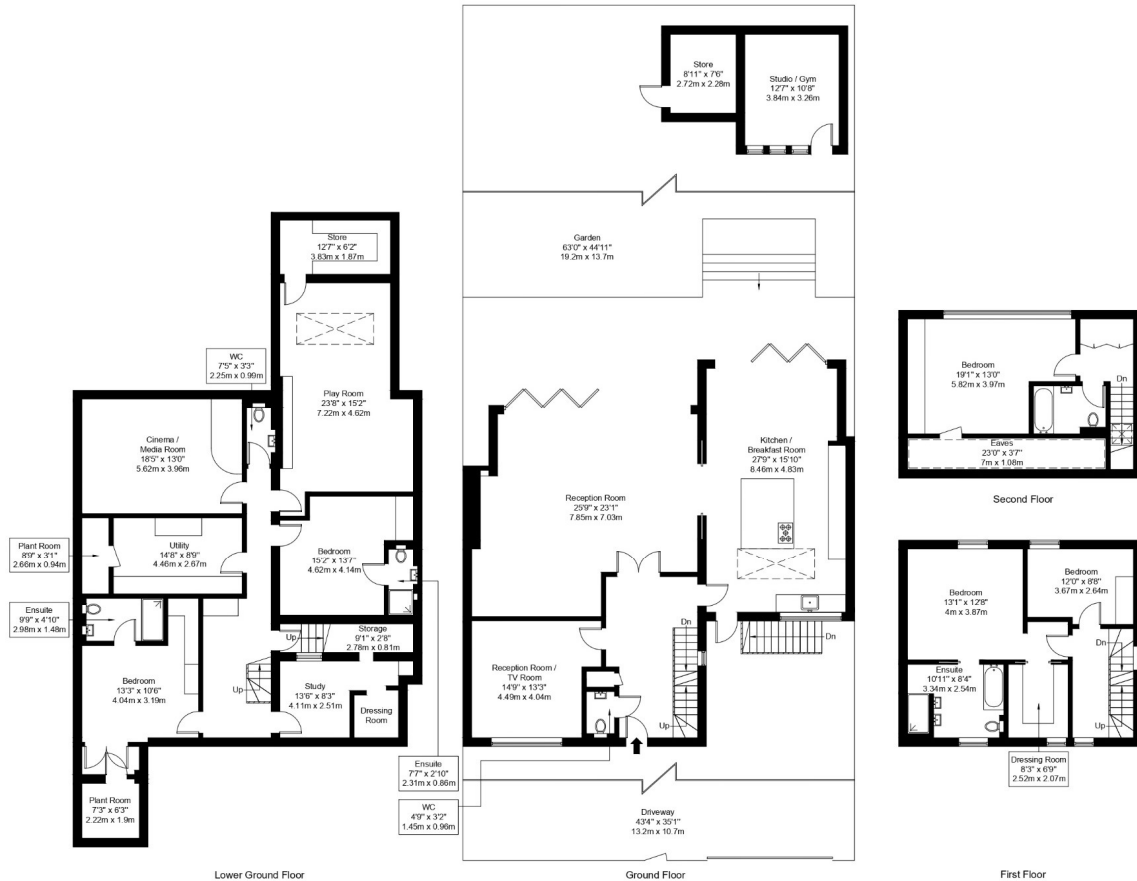 Store
8'11" x 7'6"
2.72m x 2.28m
Studio / Gym
12'7" x 10'8"
3.84m x 3.26m
Garden
63'0" x 44'11"
19.2m x 13.7m
Store
12'7" x 6'2"
3.83m x 1.87m
WC
7'5" x 3'3"
2.25m x 0.99m
Play Room
23'8" x 15'2"
7.22m x 4.62m
Cinema /
Media Room
18'5" x 13'0"
5.62m x 3.96m
Plant Room
8'9" x 3'1"
2.66m x 0.94m
Utility
14'8" x 8'9"
4.46m x 2.67m
Bedroom
15'2" x 13'7"
4.62m x 4.14m
Ensuite
9'9" x 4'10"
2.98m x 1.48m
Up
Storage
9'1" x 2'8"
2.78m x 0.81m
Bedroom
13'3" x 10'6"
4.04m x 3.19m
Up
Study
13'6" x 8'3"
4.11m x 2.51m
Dressing
Room
Ensuite
7'7" x 2'10"
2.31m x 0.86m
Plant Room
7'3" x 6'3"
2.22m x 1.9m
WC
4'9" x 3'2"
1.45m x 0.96m
Lower Ground Floor
Kitchen /
Breakfast Room
27'9" x 15'10"
8.46m x 4.83m
Reception Room
25'9" x 23'1"
7.85m x 7.03m
Dn
Dn
Reception Room /
TV Room
14'9" x 13'3"
4.49m x 4.04m
Up
Driveway
43'4" x 35'1"
13.2m x 10.7m
Ground Floor
Bedroom
19'1" x 13'0"
5.82m x 3.97m
Dn
Eaves
23'0" x 3'7"
7m x 1.08m
Second Floor
Bedroom
13'1" x 12'8"
4m x 3.87m
Bedroom
12'0" x 8'8"
3.67m x 2.64m
Dn
Ensuite
10'11" x 8'4"
3.34m x 2.54m
Up
Dressing Room
8'3" x 6'9"
2.52m x 2.07m
First Floor